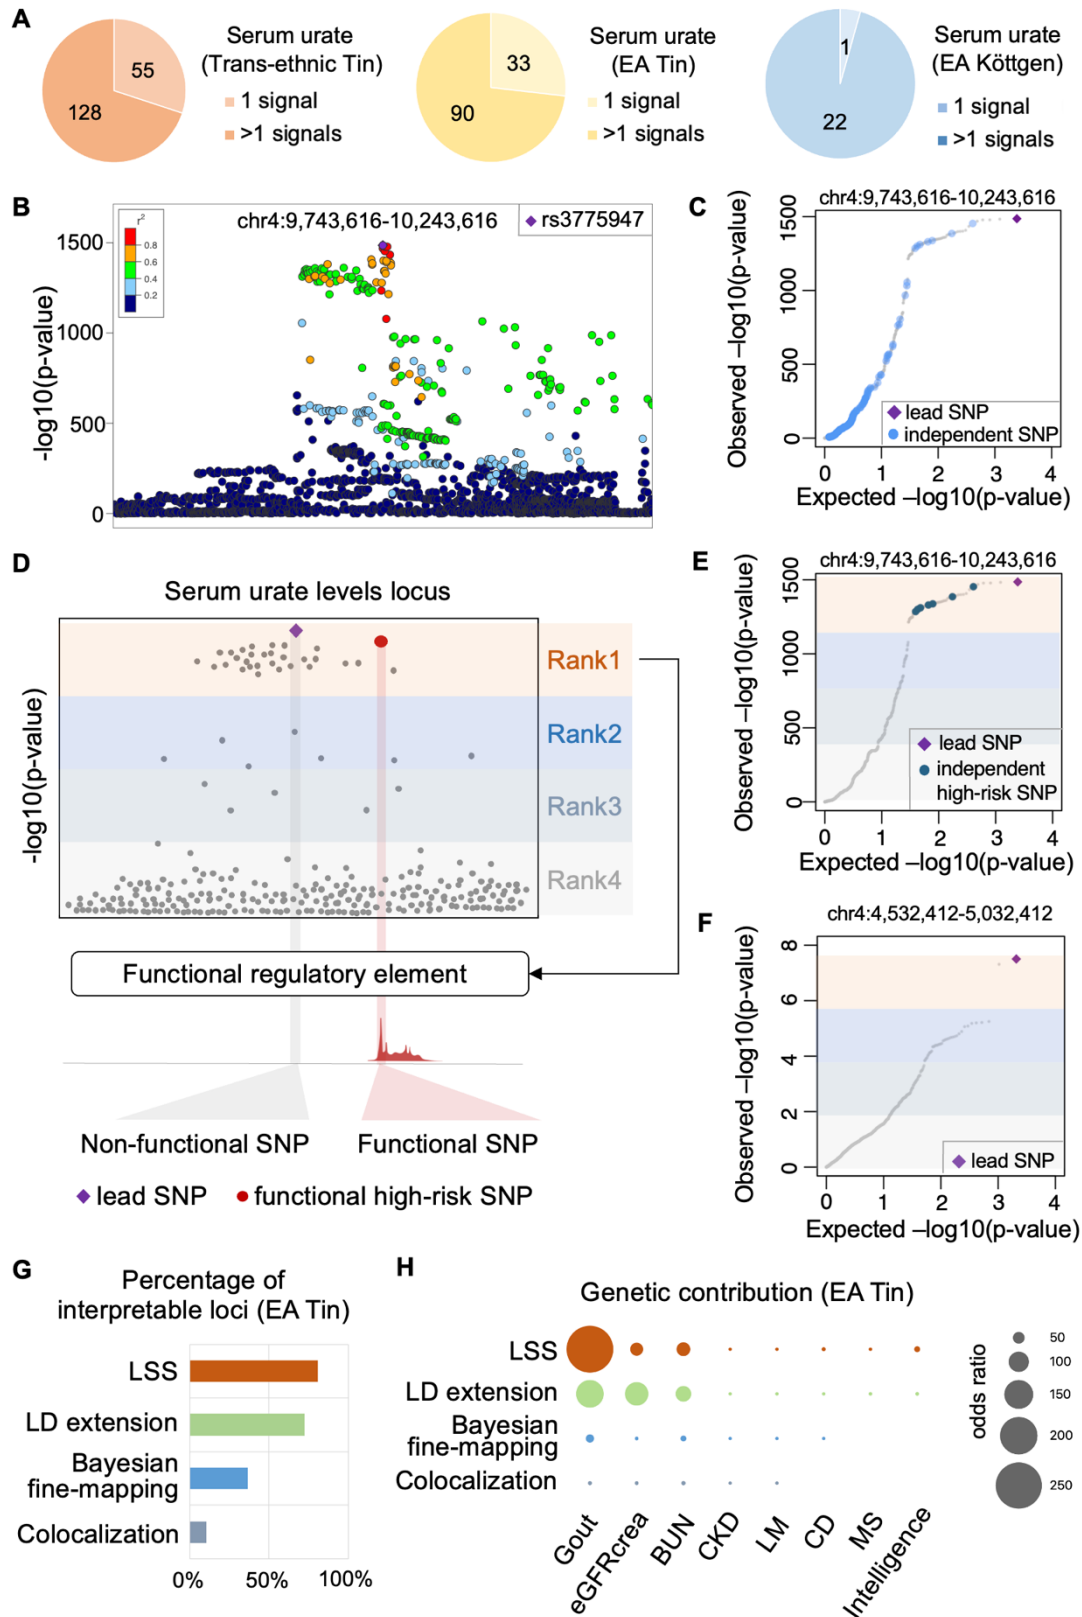 A
55
128
Serum urate
(Trans-ethnic Tin)
1 signal
>1 signals
33
90
Serum urate
(EA Tin)
1 signal
>1 signals
1
22
Serum urate
(EA Köttgen)
1 signal
>1 signals
B
-log10(p-value)
1500
1000
500
0
r²
0.8
0.6
0.4
0.2
chr4:9,743,616-10,243,616
rs3775947
C
chr4:9,743,616-10,243,616
Observed –log10(p-value)
1500
1000
500
0
lead SNP
independent SNP
0 1 2 3 4
Expected –log10(p-value)
D
Serum urate levels locus
-log10(p-value)
Rank1
Rank2
Rank3
Rank4
Functional regulatory element
Non-functional SNP
Functional SNP
lead SNP
functional high-risk SNP
E
chr4:9,743,616-10,243,616
Observed –log10(p-value)
1500
1000
500
0
lead SNP
independent
high-risk SNP
0 1 2 3 4
Expected –log10(p-value)
F
chr4:4,532,412-5,032,412
Observed –log10(p-value)
8
6
4
2
0
lead SNP
0 1 2 3 4
Expected –log10(p-value)
G
Percentage of
interpretable loci (EA Tin)
LSS
LD extension
Bayesian
fine-mapping
Colocalization
0% 50% 100%
H
Genetic contribution (EA Tin)
LSS
LD extension
Bayesian
fine-mapping
Colocalization
Gout
eGFRcrea
BUN
CKD
LM
CD
MS
Intelligence
odds ratio
50
100
150
200
250